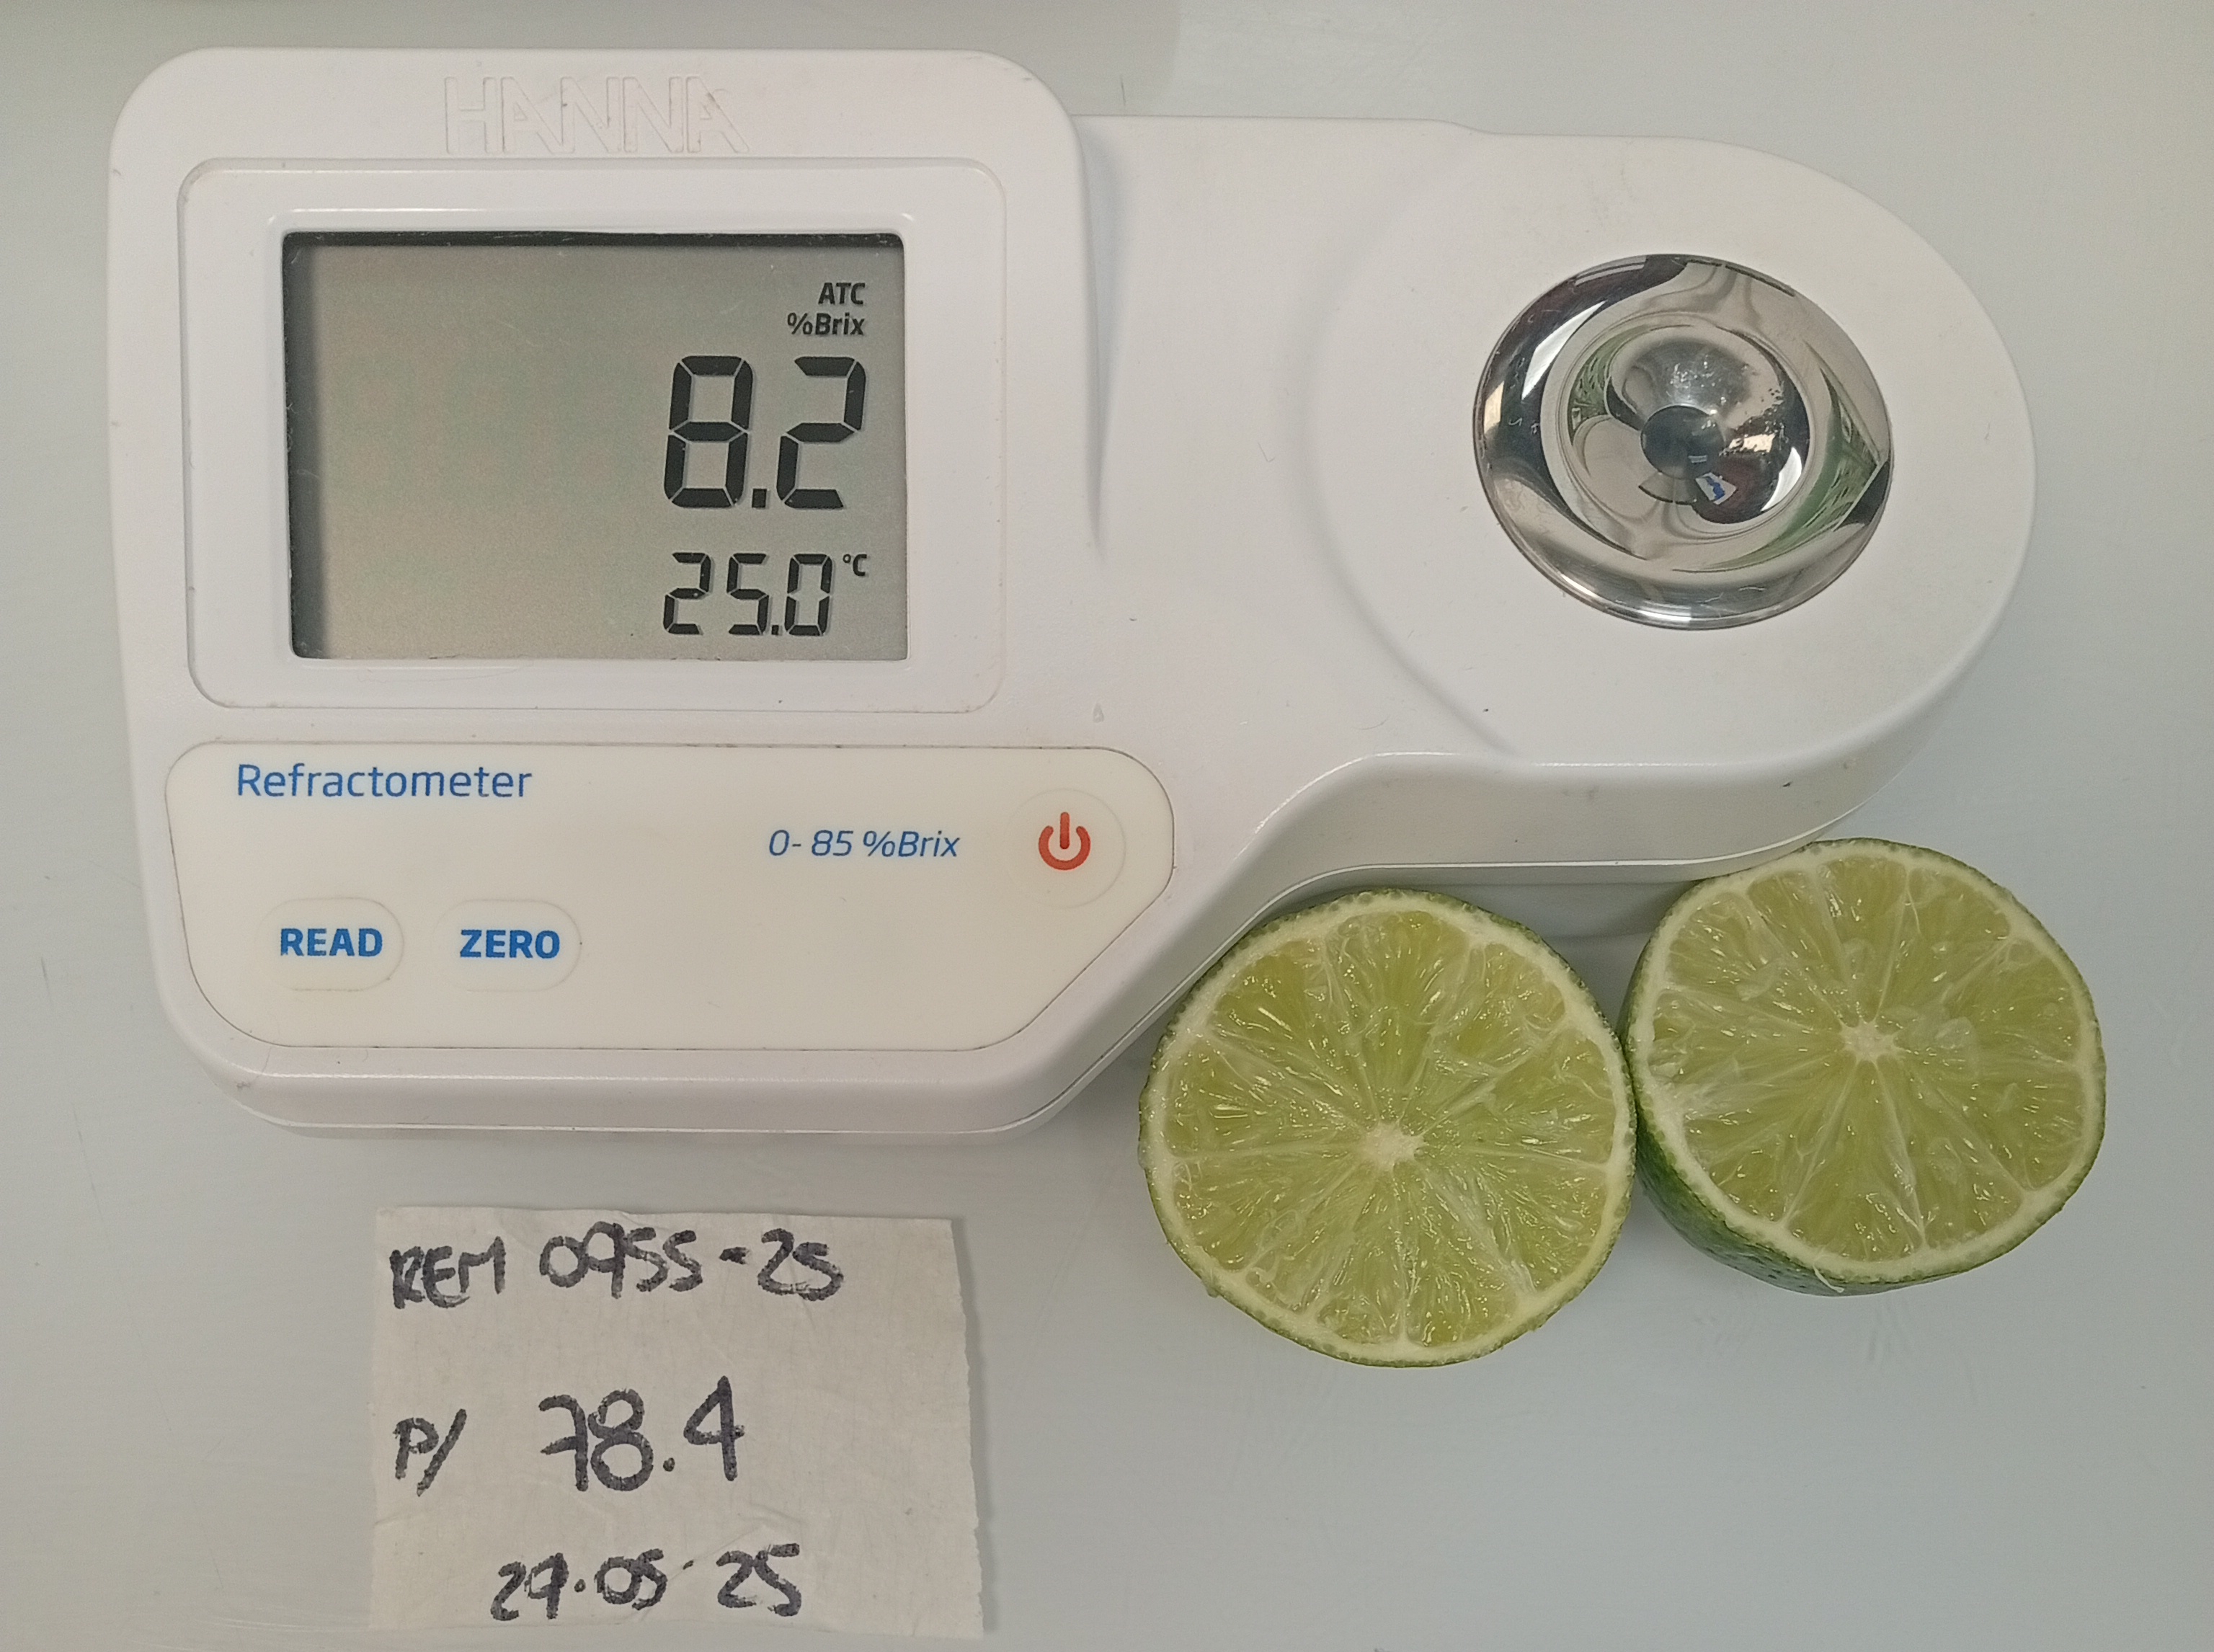 HANNA
ATC
%Brix
8.2
25.0 °C
Refractometer
0- 85 %Brix
READ
ZERO
REM 0955-25
P/ 78.4
29.05.25